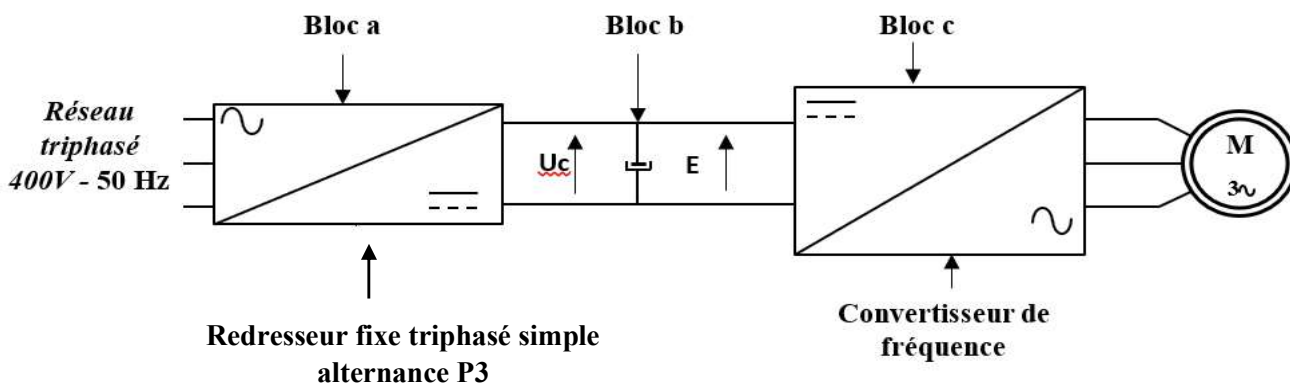 Bloc a
Bloc b
Bloc c
Réseau
triphasé
400V - 50 Hz
Uc
E
M
3~
Redresseur fixe triphasé simple
alternance P3
Convertisseur de
fréquence